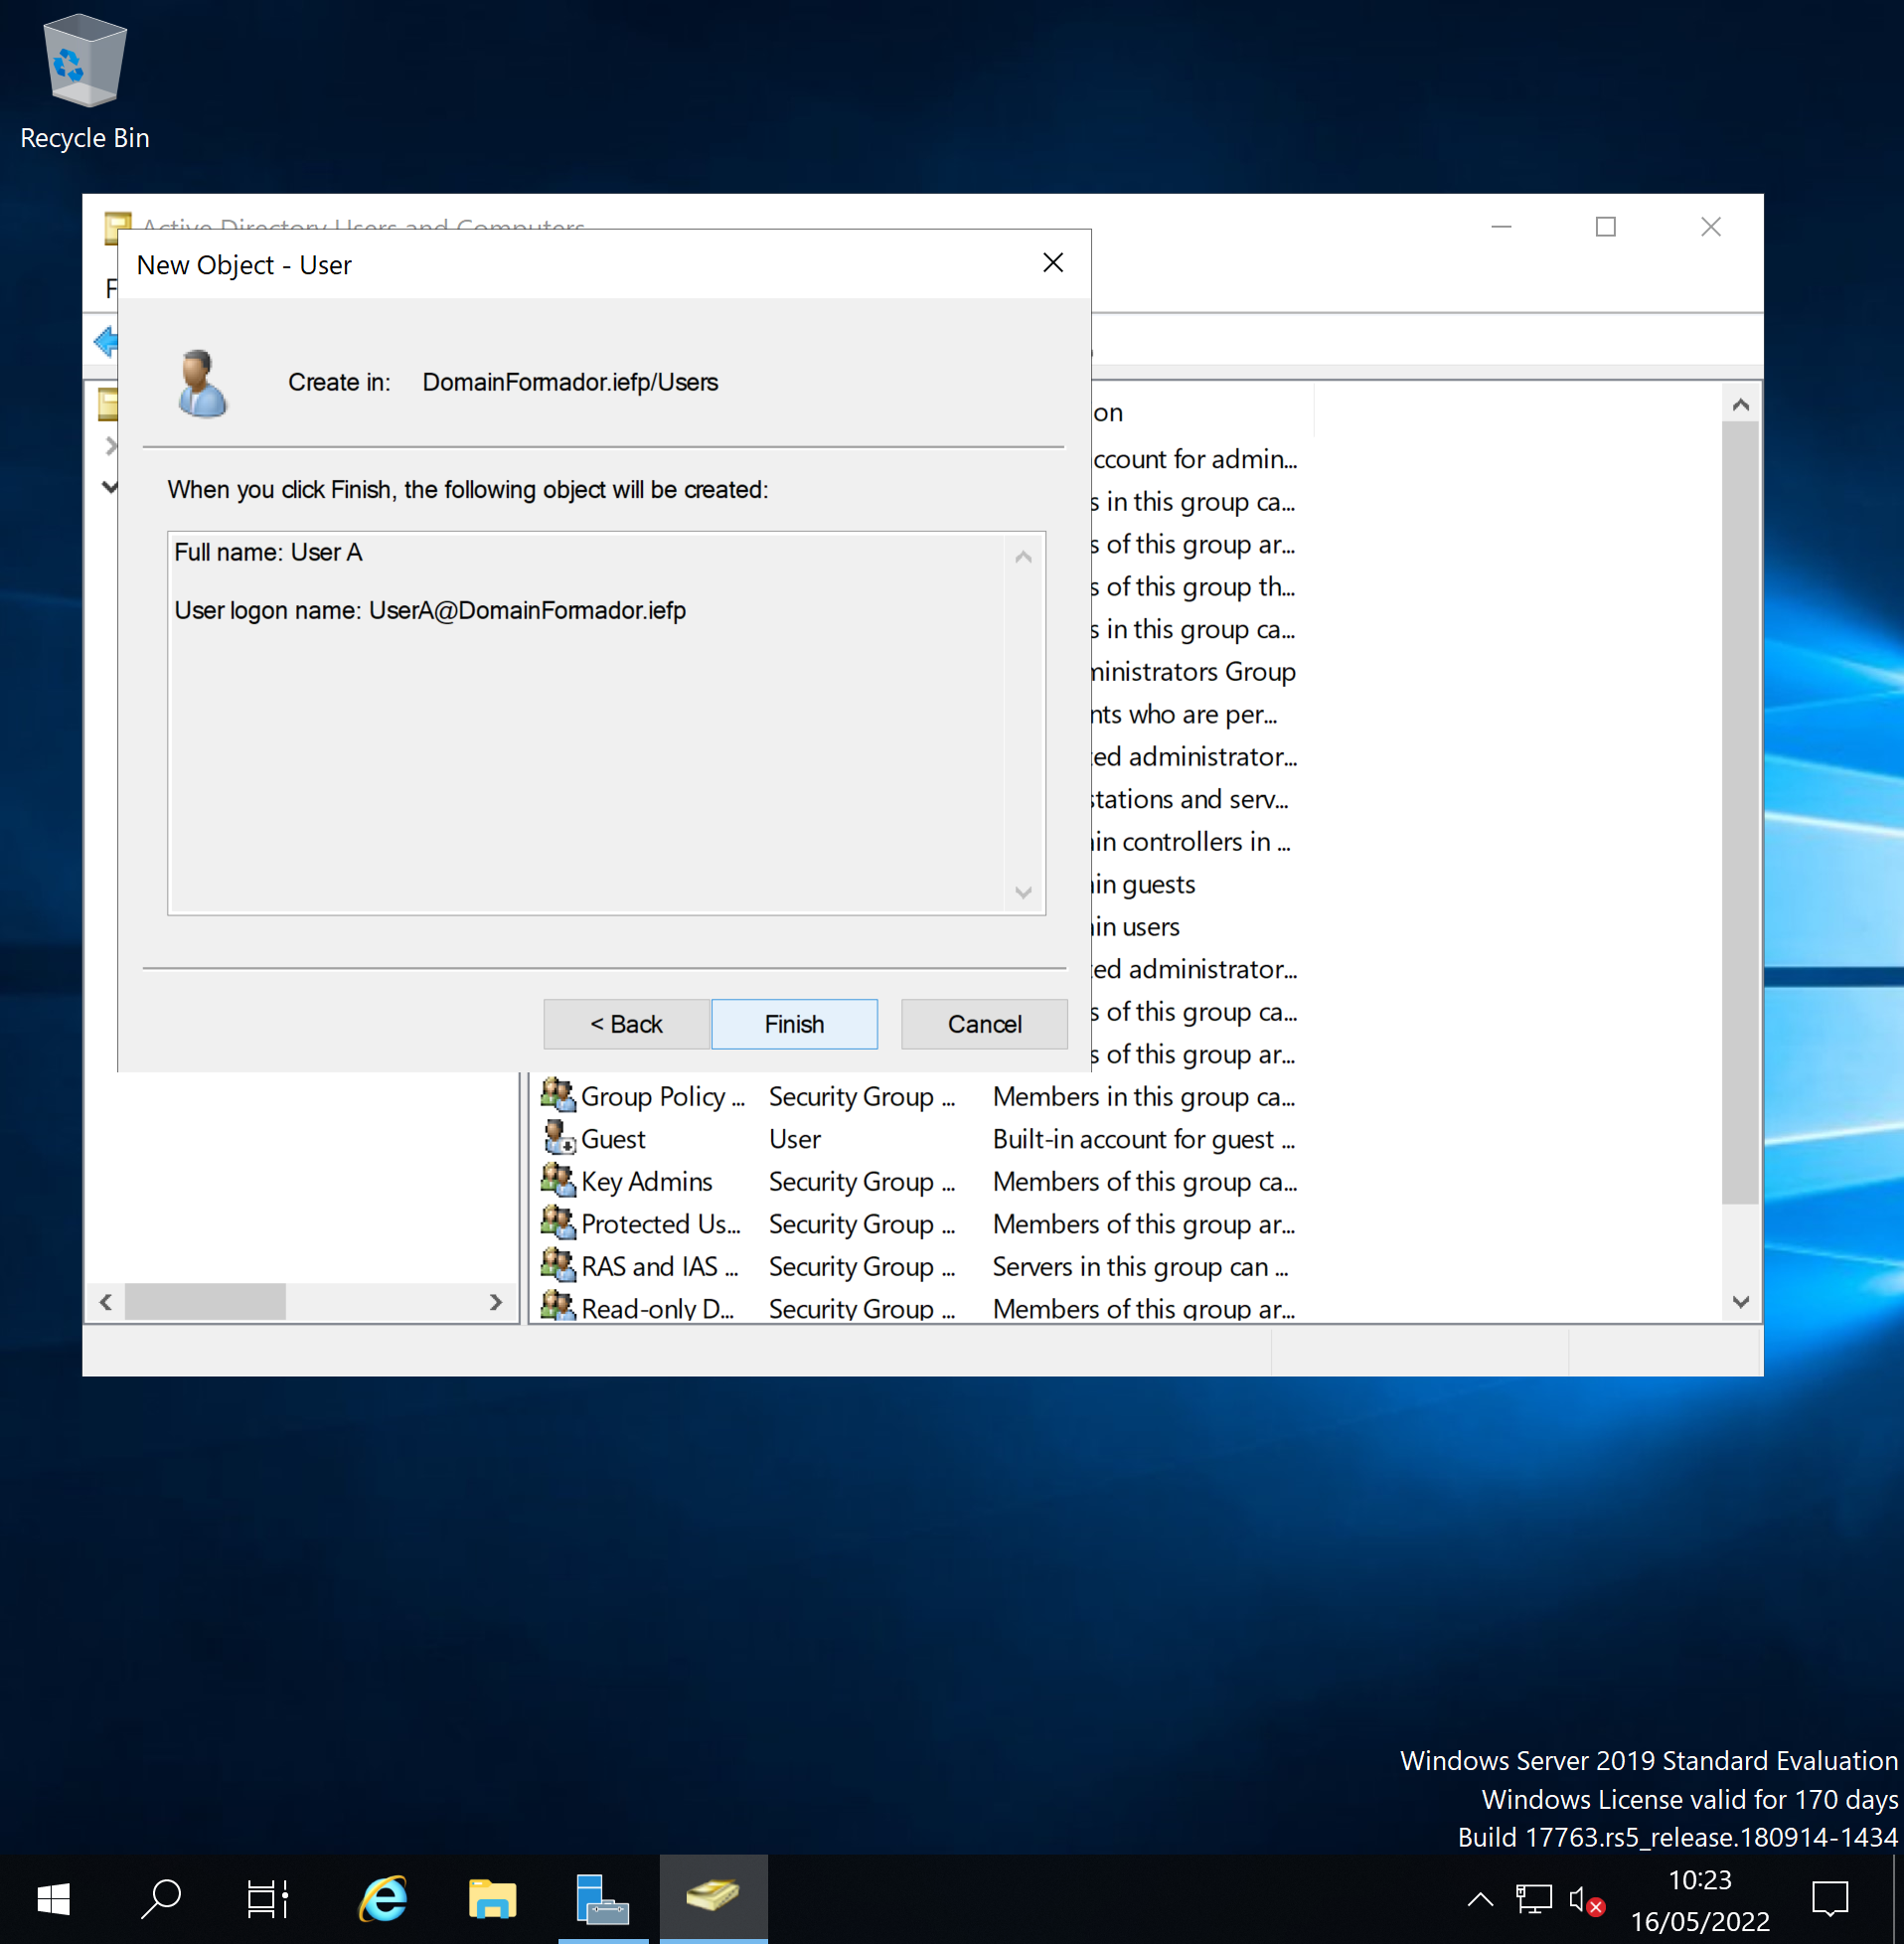 Recycle Bin
Active Directory Users and Computers
New Object - User
F
Create in: DomainFormador.iefp/Users
When you click Finish, the following object will be created:
Full name: User A
User logon name: UserA@DomainFormador.iefp
< Back
Finish
Cancel
on
ccount for admin...
s in this group ca...
s of this group ar...
s of this group th...
s in this group ca...
ministrators Group
nts who are per...
ted administrator...
stations and serv...
in controllers in ...
in guests
in users
ted administrator...
s of this group ca...
s of this group ar...
Group Policy ... Security Group ... Members in this group ca...
Guest User Built-in account for guest ...
Key Admins Security Group ... Members of this group ca...
Protected Us... Security Group ... Members of this group ar...
RAS and IAS ... Security Group ... Servers in this group can ...
Read-only D... Security Group ... Members of this group ar...
Windows Server 2019 Standard Evaluation
Windows License valid for 170 days
Build 17763.rs5_release.180914-1434
10:23
16/05/2022